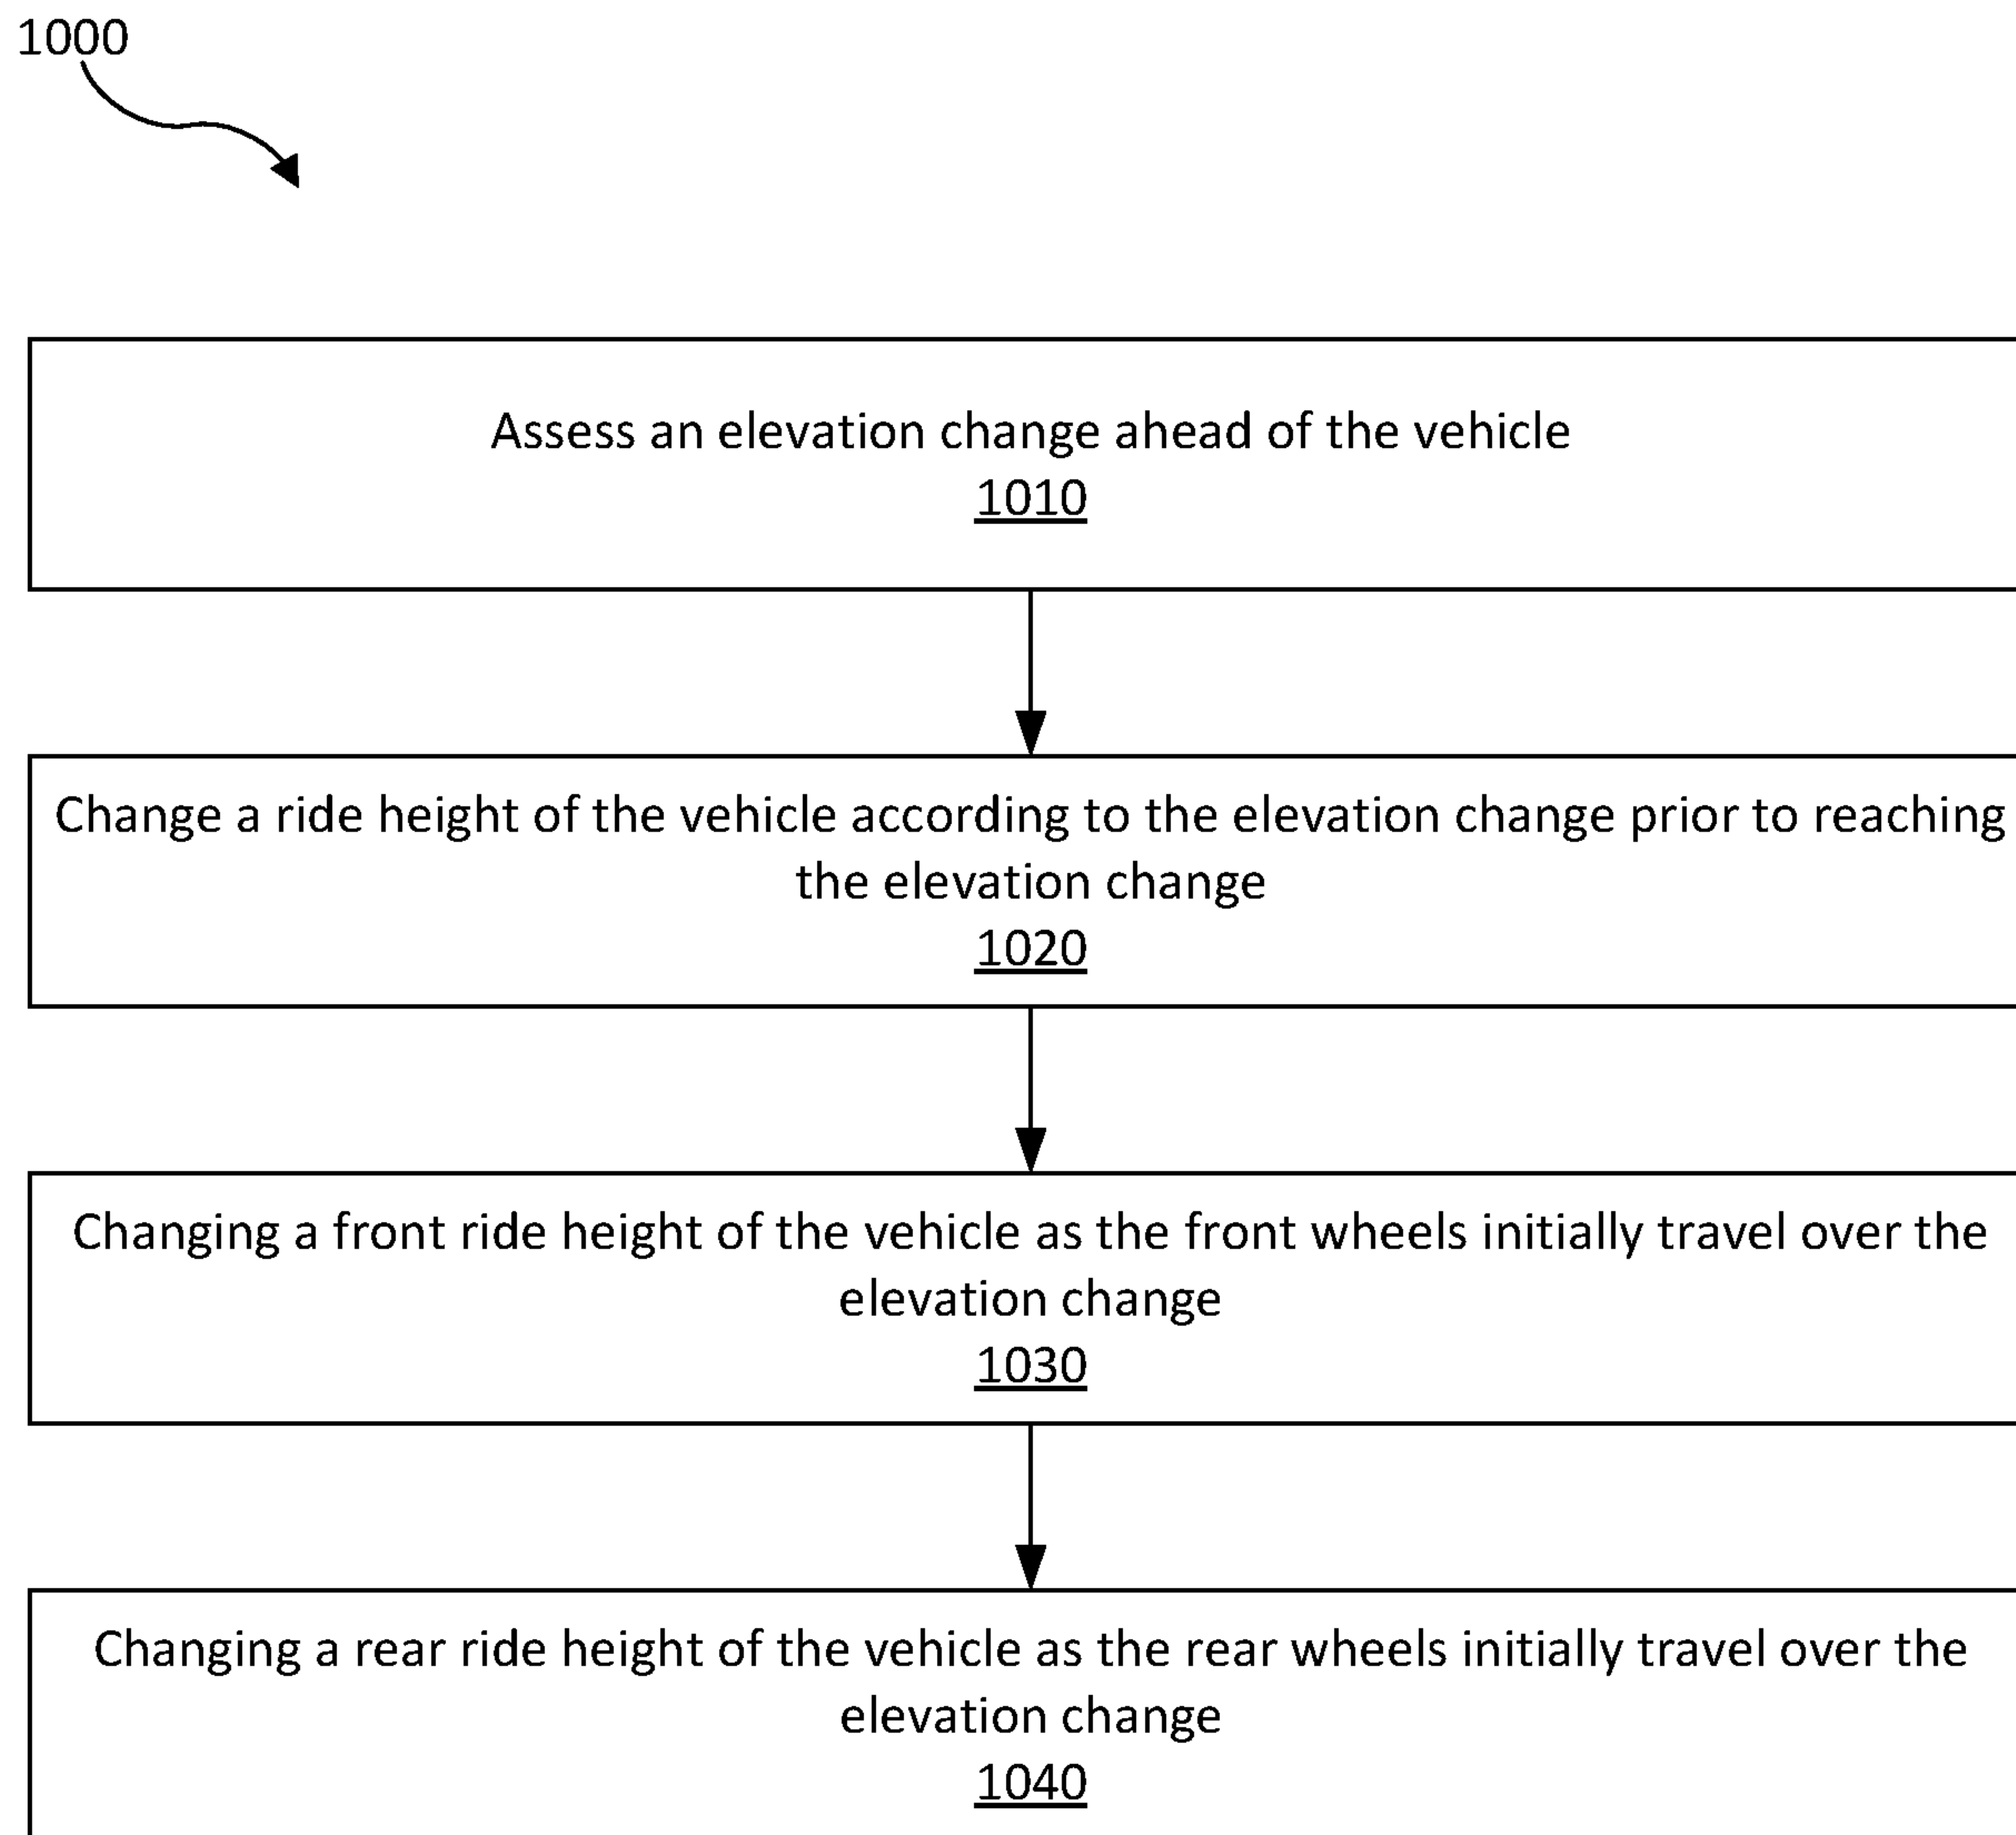 1000
Assess an elevation change ahead of the vehicle
1010
Change a ride height of the vehicle according to the elevation change prior to reaching
the elevation change
1020
Changing a front ride height of the vehicle as the front wheels initially travel over the
elevation change
1030
Changing a rear ride height of the vehicle as the rear wheels initially travel over the
elevation change
1040